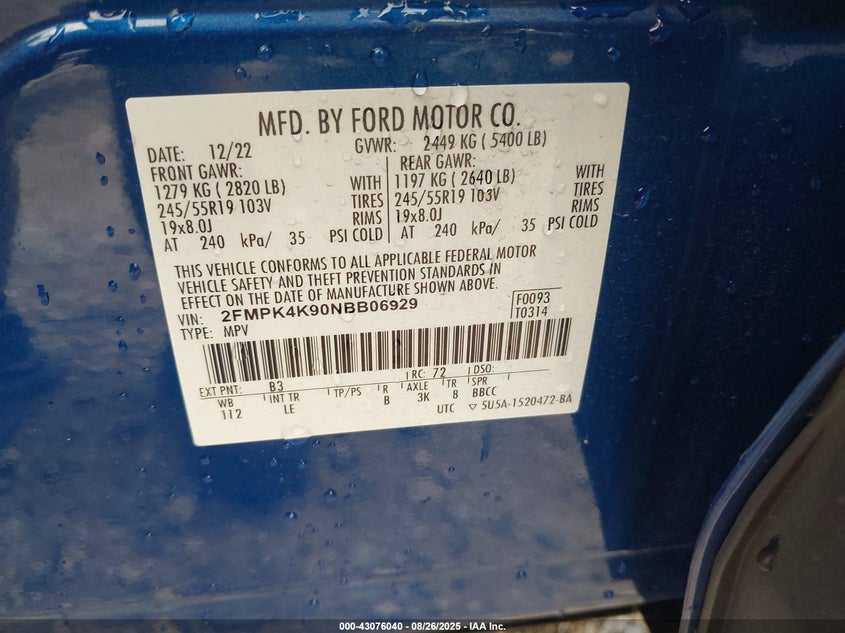 MFD. BY FORD MOTOR CO.
DATE: 12/22 GVWR: 2449 KG ( 5400 LB)
FRONT GAWR: REAR GAWR:
1279 KG ( 2820 LB) WITH 1197 KG ( 2640 LB) WITH
245/55R19 103V TIRES 245/55R19 103V TIRES
19x8.0J RIMS 19x8.0J RIMS
AT 240 kPa/ 35 PSI COLD AT 240 kPa/ 35 PSI COLD
THIS VEHICLE CONFORMS TO ALL APPLICABLE FEDERAL MOTOR
VEHICLE SAFETY AND THEFT PREVENTION STANDARDS IN
EFFECT ON THE DATE OF MANUFACTURE SHOWN ABOVE.
VIN: 2FMPK4K90NBB06929 F0093
TYPE: MPV T0314
EXT PNT: B3 RC: 72 DSO:
WB INT TR TP/PS R AXLE TR SPR
112 LE B 3K 8 BBCC
UTC ▽ 5U5A-1520472-BA
000-43076040 - 08/26/2025 - IAA Inc.